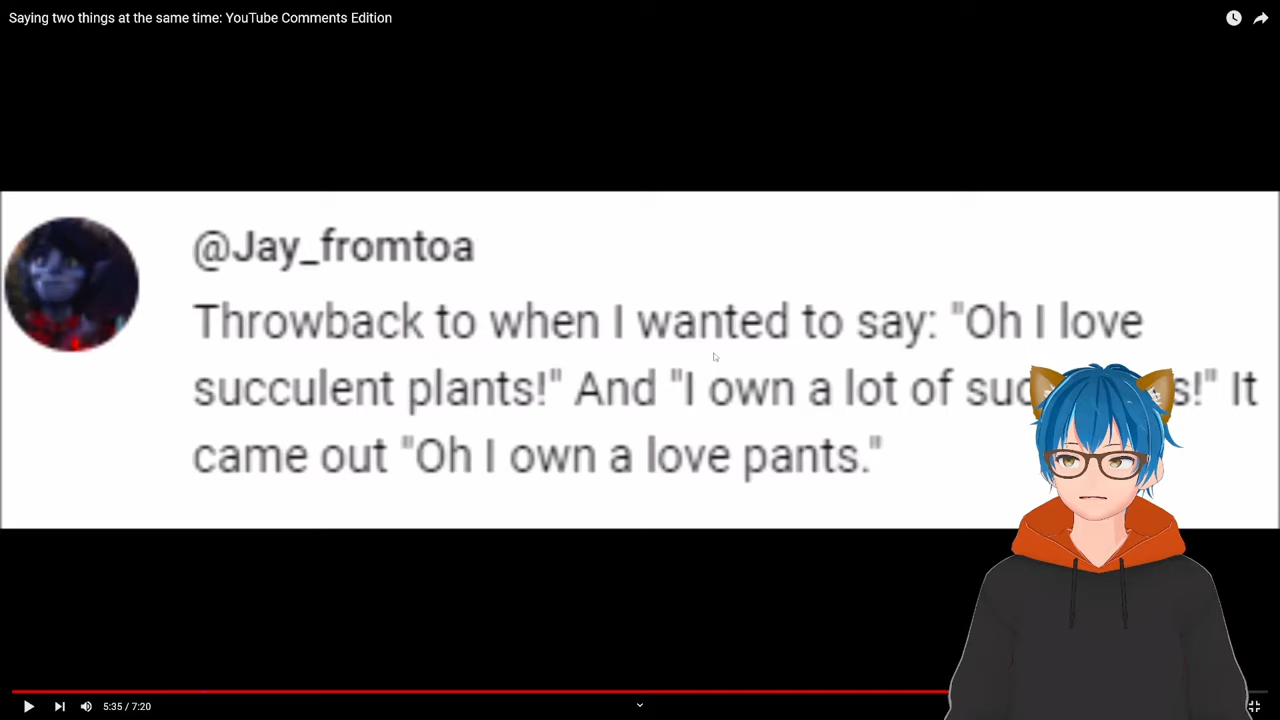 Saying two things at the same time: YouTube Comments Edition
@Jay_fromtoa
Throwback to when I wanted to say: "Oh I love
succulent plants!" And "I own a lot of s!" It
came out "Oh I own a love pants."
5:35 / 7:20